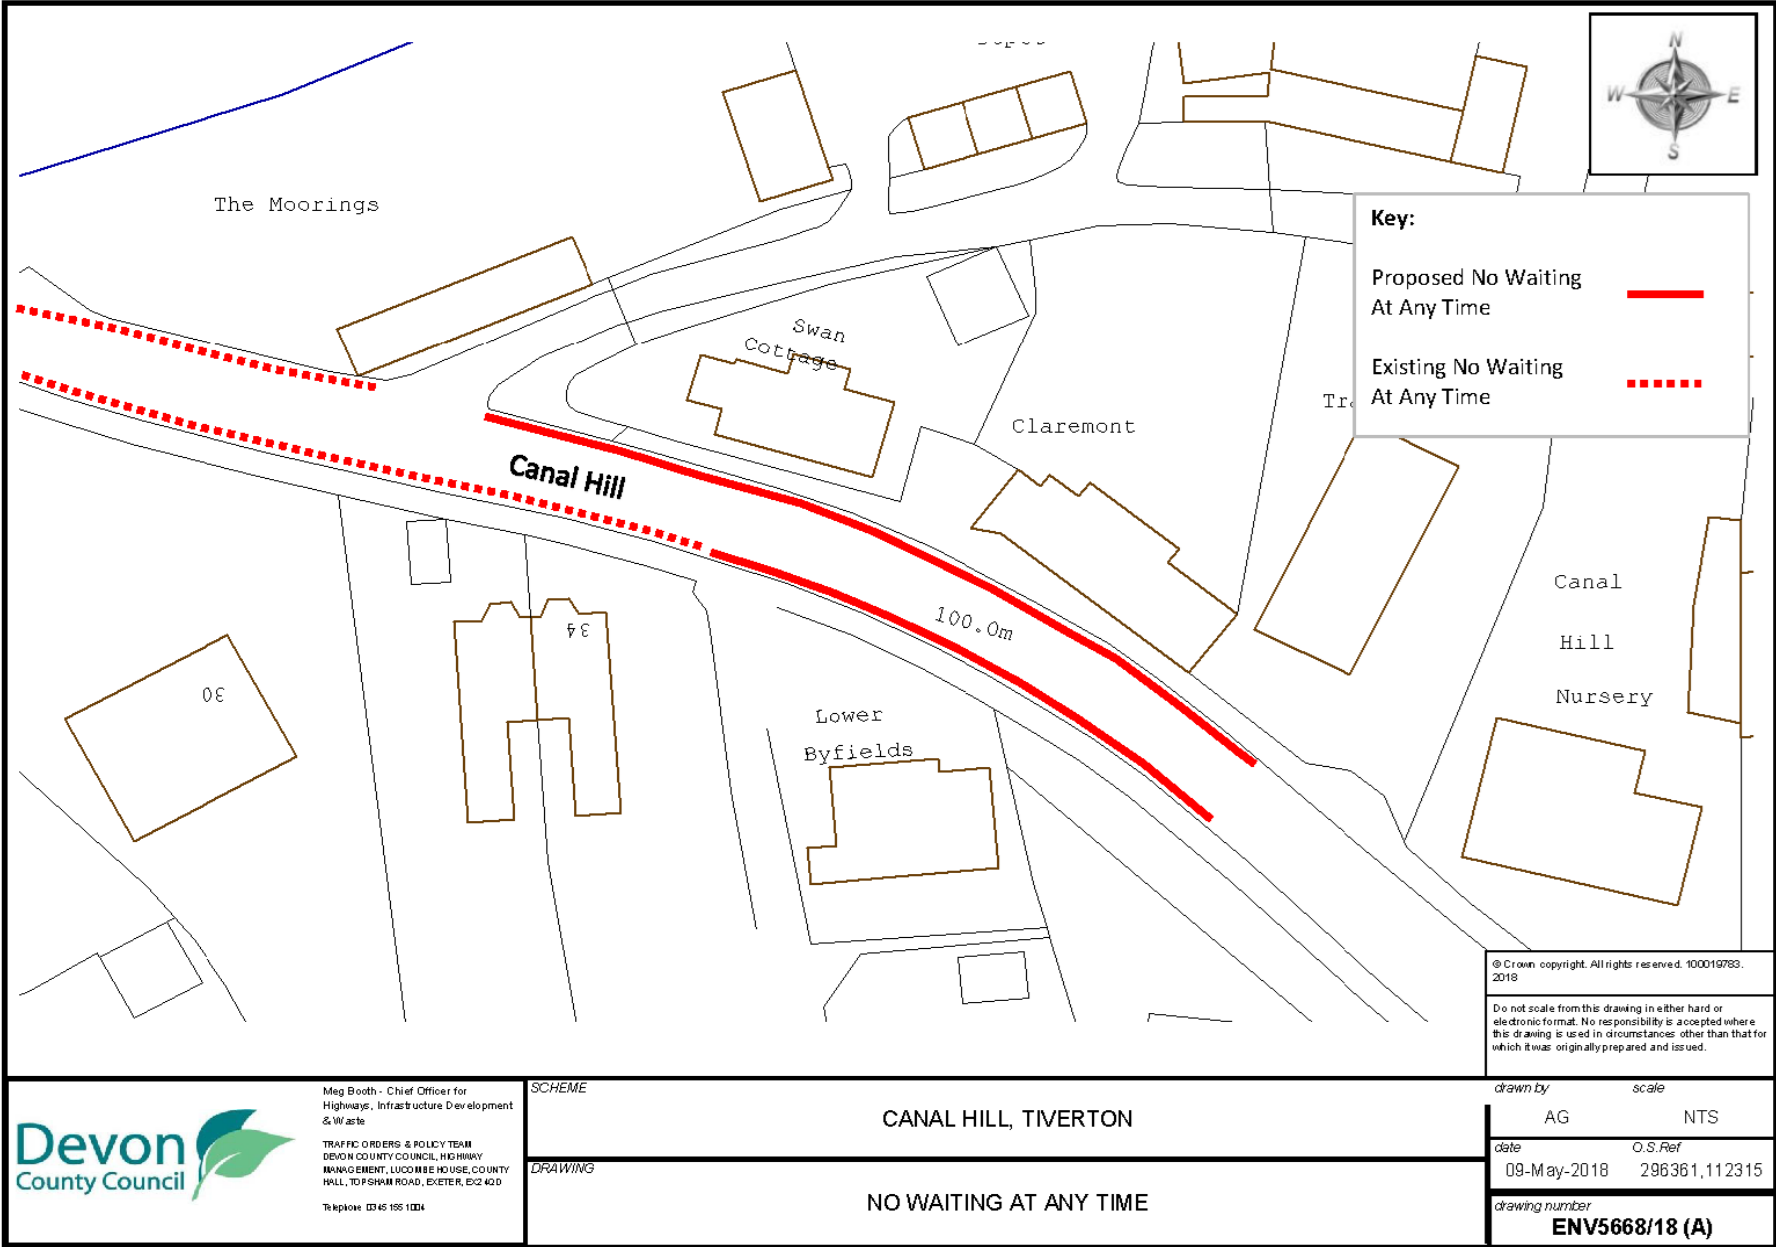 N
W
E
S
The Moorings
Key:
Proposed No Waiting
At Any Time
Existing No Waiting
At Any Time
Swan
Cottage
Claremont
Canal Hill
100.0m
34
30
Canal
Hill
Nursery
Lower
Byfields
© Crown copyright. All rights reserved. 100019783.
2018
Do not scale from this drawing in either hard or
electronic format. No responsibility is accepted where
this drawing is used in circumstances other than that for
which it was originally prepared and issued.
Devon
County Council
Meg Booth - Chief Officer for
Highways, Infrastructure Development
& Waste
TRAFFIC ORDERS & POLICY TEAM
DEVON COUNTY COUNCIL, HIGHWAY
MANAGEMENT, LUCOMBE HOUSE, COUNTY
HALL, TOPSHAM ROAD, EXETER, EX2 4QD
Telephone 0345 155 1004
SCHEME
CANAL HILL, TIVERTON
DRAWING
NO WAITING AT ANY TIME
drawn by scale
AG NTS
date O.S.Ref
09-May-2018 296361,112315
drawing number
ENV5668/18 (A)